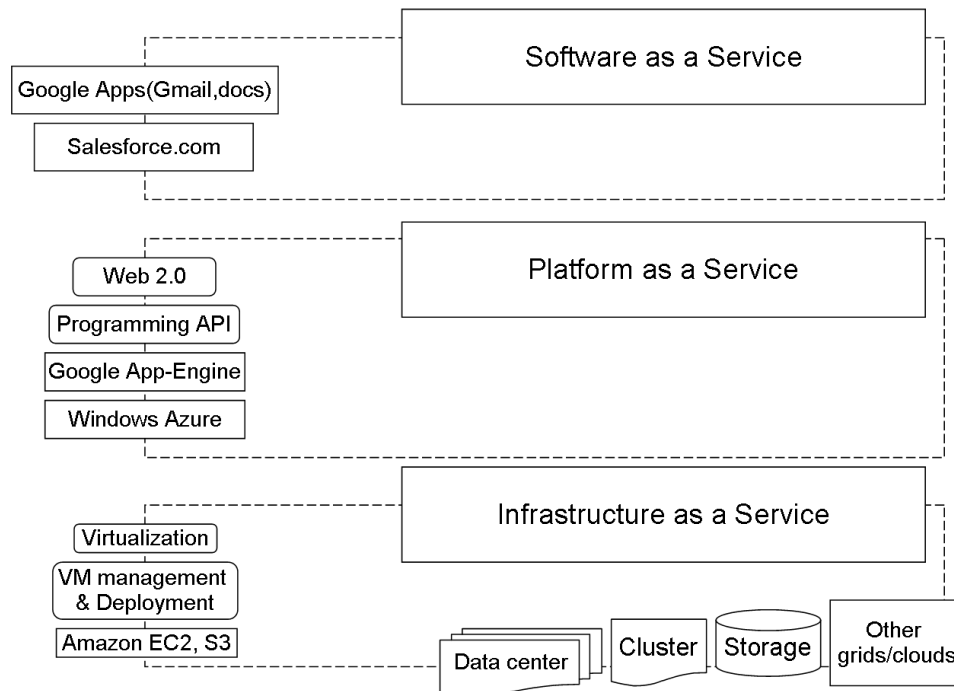 Software as a Service
Google Apps(Gmail,docs)
Salesforce.com
Platform as a Service
Web 2.0
Programming API
Google App-Engine
Windows Azure
Infrastructure as a Service
Virtualization
VM management
& Deployment
Amazon EC2, S3
Data center
Cluster
Storage
Other
grids/clouds